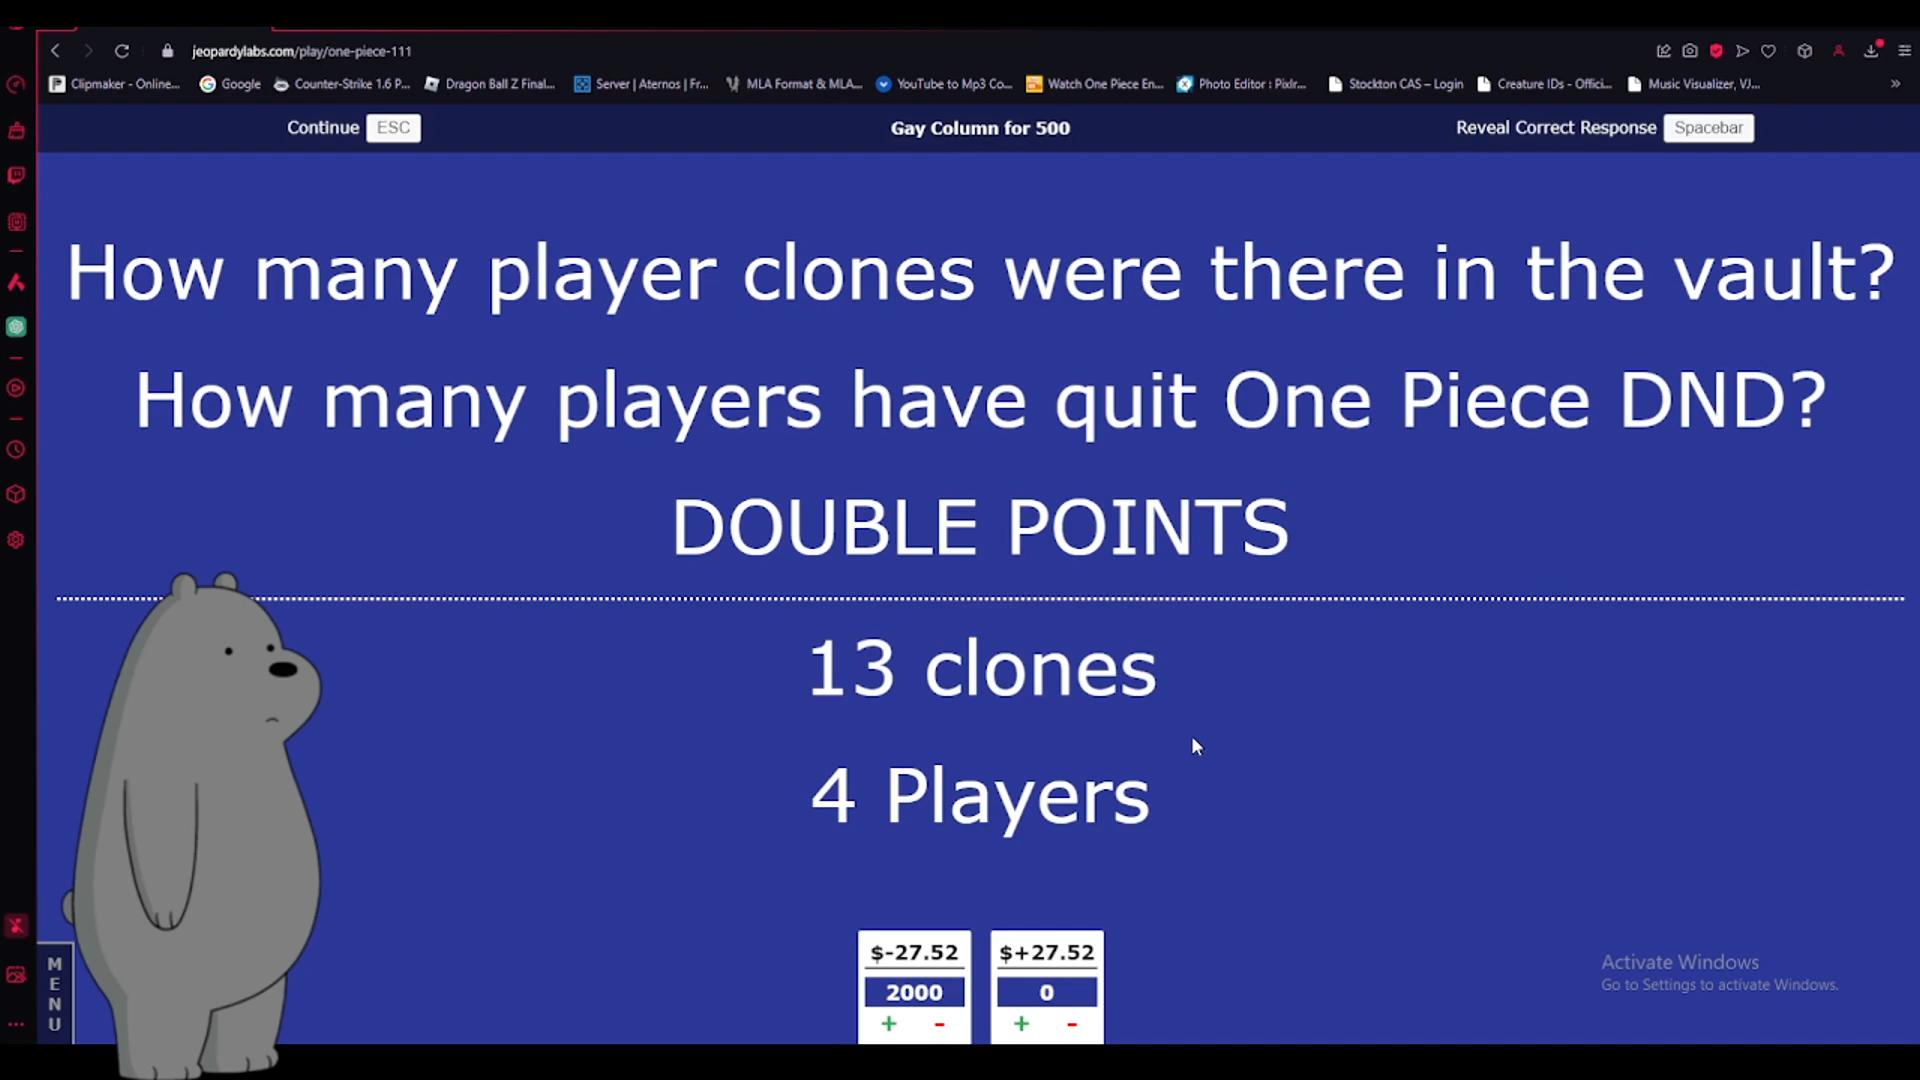 jeopardylabs.com/play/one-piece-111
Clipmaker - Online...
Google
Counter-Strike 1.6 P...
Dragon Ball Z Final...
Server | Aternos | Fr...
MLA Format & MLA...
YouTube to Mp3 Co...
Watch One Piece En...
Photo Editor : Pixlr...
Stockton CAS – Login
Creature IDs - Offici...
Music Visualizer, VJ...
Continue ESC
Gay Column for 500
Reveal Correct Response Spacebar
How many player clones were there in the vault?
How many players have quit One Piece DND?
DOUBLE POINTS
13 clones
4 Players
MENU
$-27.52
2000
+ -
$+27.52
0
+ -
Activate Windows
Go to Settings to activate Windows.